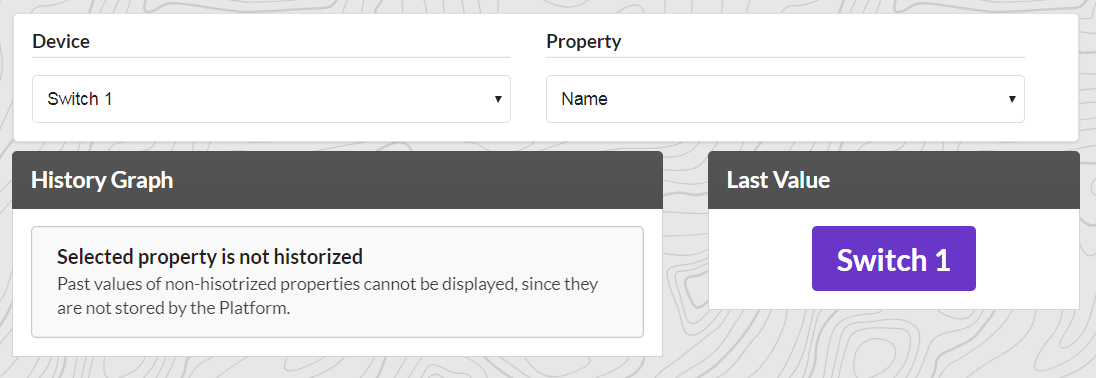 Device
Property
Switch 1
Name
History Graph
Last Value
Selected property is not historized
Past values of non-hisotrized properties cannot be displayed, since they
are not stored by the Platform.
Switch 1